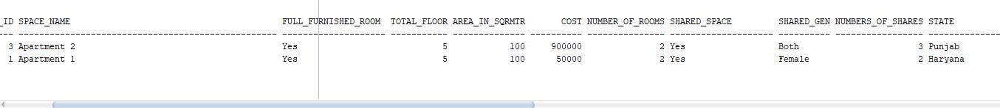 _ID SPACE_NAME FULL_FURNISHED_ROOM TOTAL_FLOOR AREA_IN_SQRMTR COST NUMBER_OF_ROOMS SHARED_SPACE SHARED_GEN NUMBERS_OF_SHARES STATE
3 Apartment 2 Yes 5 100 900000 2 Yes Both 3 Punjab
1 Apartment 1 Yes 5 100 50000 2 Yes Female 2 Haryana